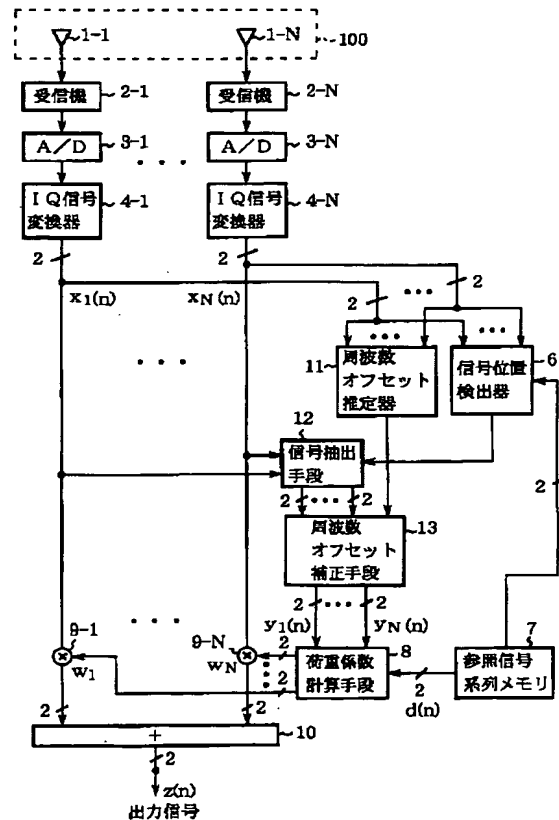 1-1
1-N
100
受信機
2-1
受信機
2-N
A/D
3-1
A/D
3-N
・・・
IQ信号
変換器
4-1
IQ信号
変換器
4-N
2
2
x1(n)
xN(n)
2
・・・
2
・・・
・・・
・・・
11
周波数
オフセット
推定器
信号位置
検出器
6
12
信号抽出
手段
2
2
・・・
2
周波数
オフセット
補正手段
13
・・・
2
・・・
2
y1(n)
yN(n)
9-1
w1
9-N
wN
2
2
荷重係数
計算手段
8
2
d(n)
参照信号
系列メモリ
7
2
2
+
10
2
z(n)
出力信号